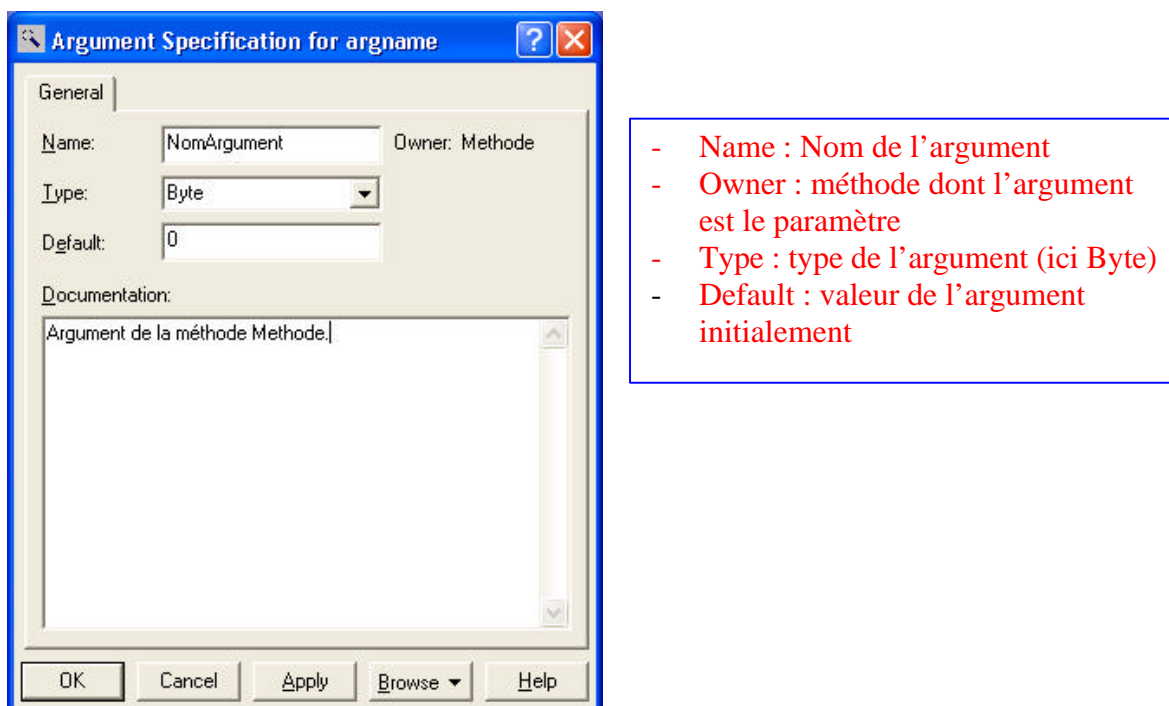 Argument Specification for argname
General
Name: NomArgument Owner: Methode
Type: Byte
Default: 0
Documentation:
Argument de la méthode Methode.
OK Cancel Apply Browse Help
- Name : Nom de l’argument
- Owner : méthode dont l’argument
est le paramètre
- Type : type de l’argument (ici Byte)
- Default : valeur de l’argument
initialement